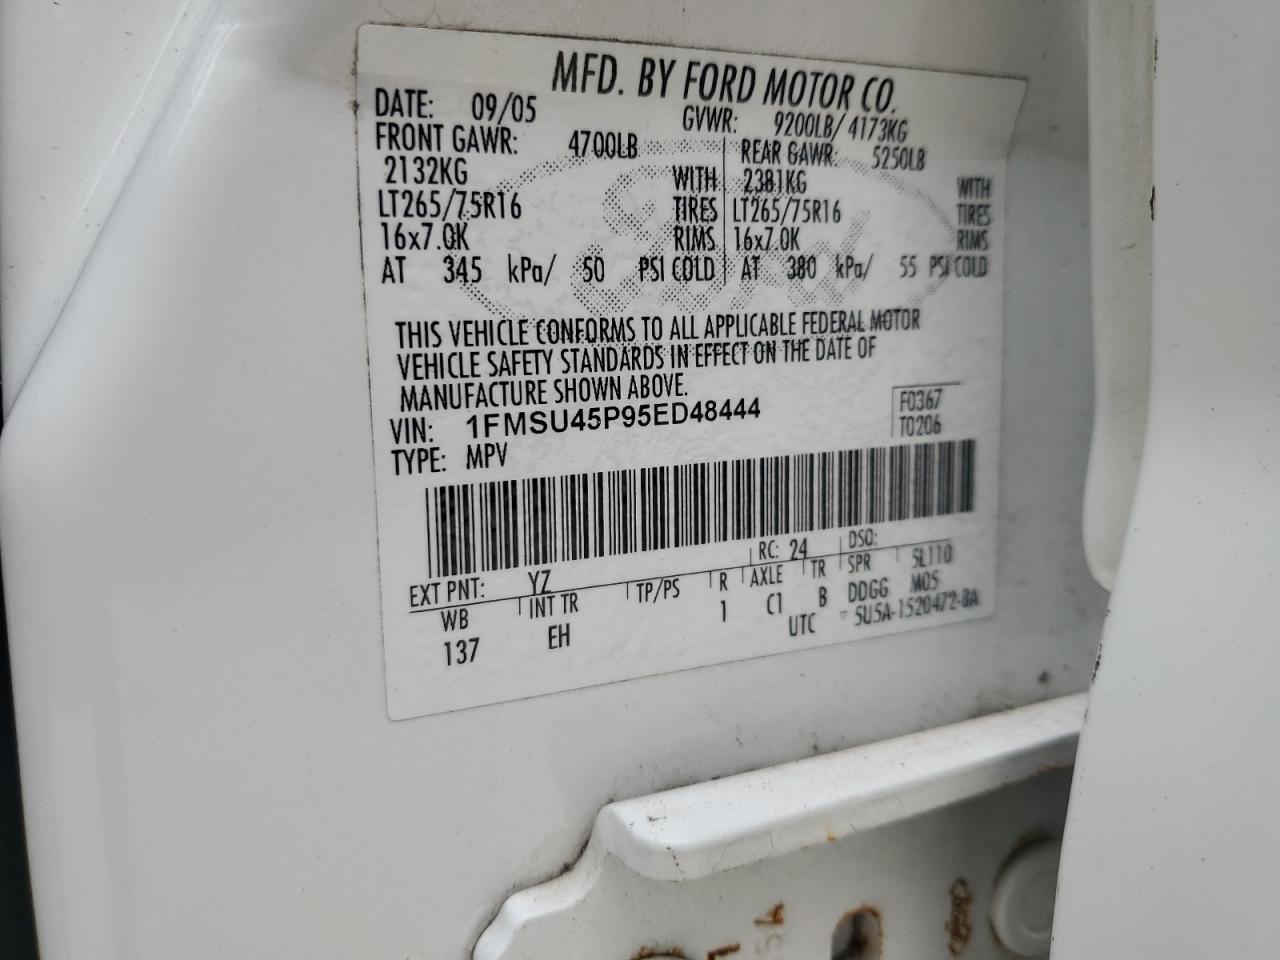 MFD. BY FORD MOTOR CO.
DATE: 09/05 GVWR: 9200LB/ 4173KG
FRONT GAWR: 4700LB REAR GAWR: 5250LB
2132KG WITH 2381KG WITH
LT265/75R16 TIRES LT265/75R16 TIRES
16x7.0K RIMS 16x7.0K RIMS
AT 345 kPa/ 50 PSI COLD AT 380 kPa/ 55 PSI COLD
THIS VEHICLE CONFORMS TO ALL APPLICABLE FEDERAL MOTOR
VEHICLE SAFETY STANDARDS IN EFFECT ON THE DATE OF
MANUFACTURE SHOWN ABOVE.
VIN: 1FMSU45P95ED48444 F0367
TYPE: MPV T0206
EXT PNT: YZ RC: 24 DSO:
WB INT TR TP/PS R AXLE TR SPR 5L110
137 EH 1 C1 B DDGG M05
UTC 5U5A-1520472-BA